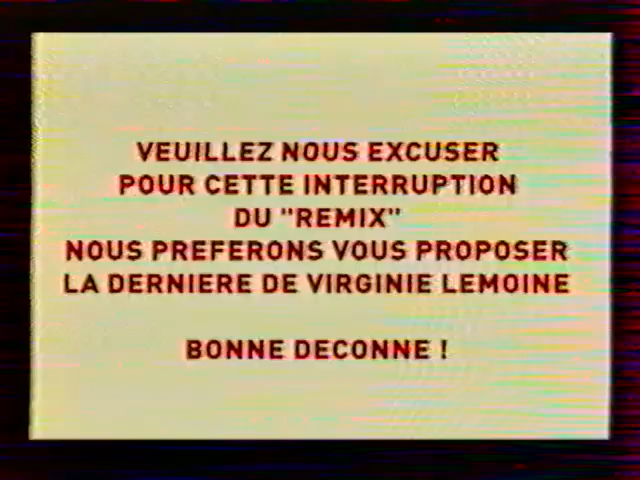 VEUILLEZ NOUS EXCUSER
POUR CETTE INTERRUPTION
DU "REMIX"
NOUS PREFERONS VOUS PROPOSER
LA DERNIERE DE VIRGINIE LEMOINE
BONNE DECONNE !